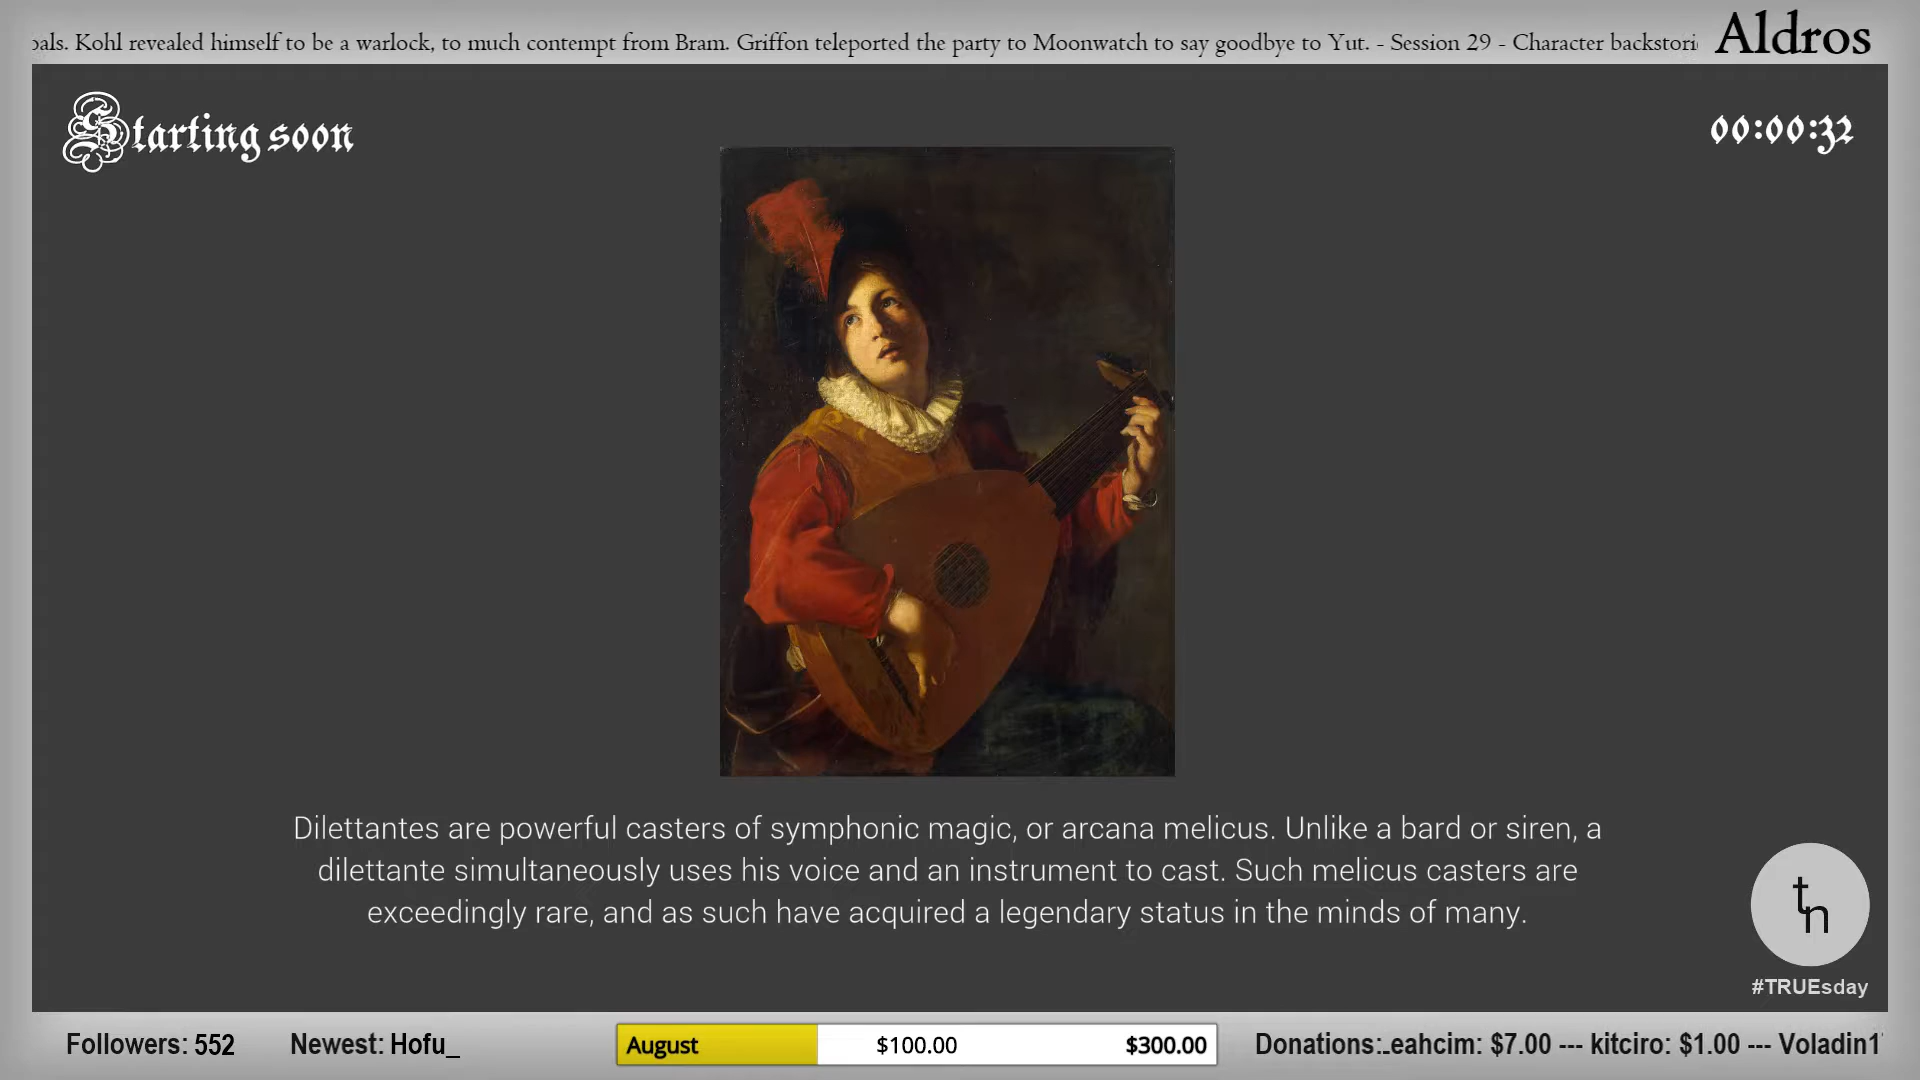 Kohl revealed himself to be a warlock, to much contempt from Bram. Griffon teleported the party to Moonwatch to say goodbye to Yut. - Session 29 - Character
Aldros
Starting soon
00:00:32
Dilettantes are powerful casters of symphonic magic, or arcana melicus. Unlike a bard or siren, a
dilettante simultaneously uses his voice and an instrument to cast. Such melicus casters are
exceedingly rare, and as such have acquired a legendary status in the minds of many.
tn
#TRUEsday
Followers: 552
Newest: Hofu_
August $100.00 $300.00
Donations: eahcim: $7.00 --- kitciro: $1.00 --- Voladin1